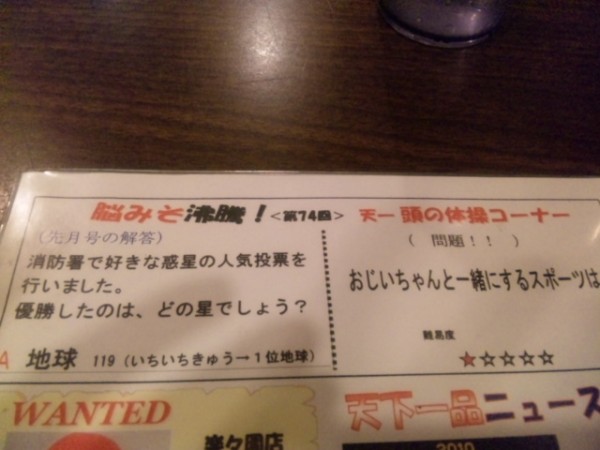 脳みそ沸騰！<第74回> 天一 頭の体操コーナー
（先月号の解答）
消防署で好きな惑星の人気投票を
行いました。
優勝したのは、どの星でしょう？
A 地球 119（いちいちきゅう→１位地球）
（ 問題！！ ）
おじいちゃんと一緒にするスポーツは
難易度
★☆☆☆☆
WANTED
楽々園店
天下一品ニュース
2010